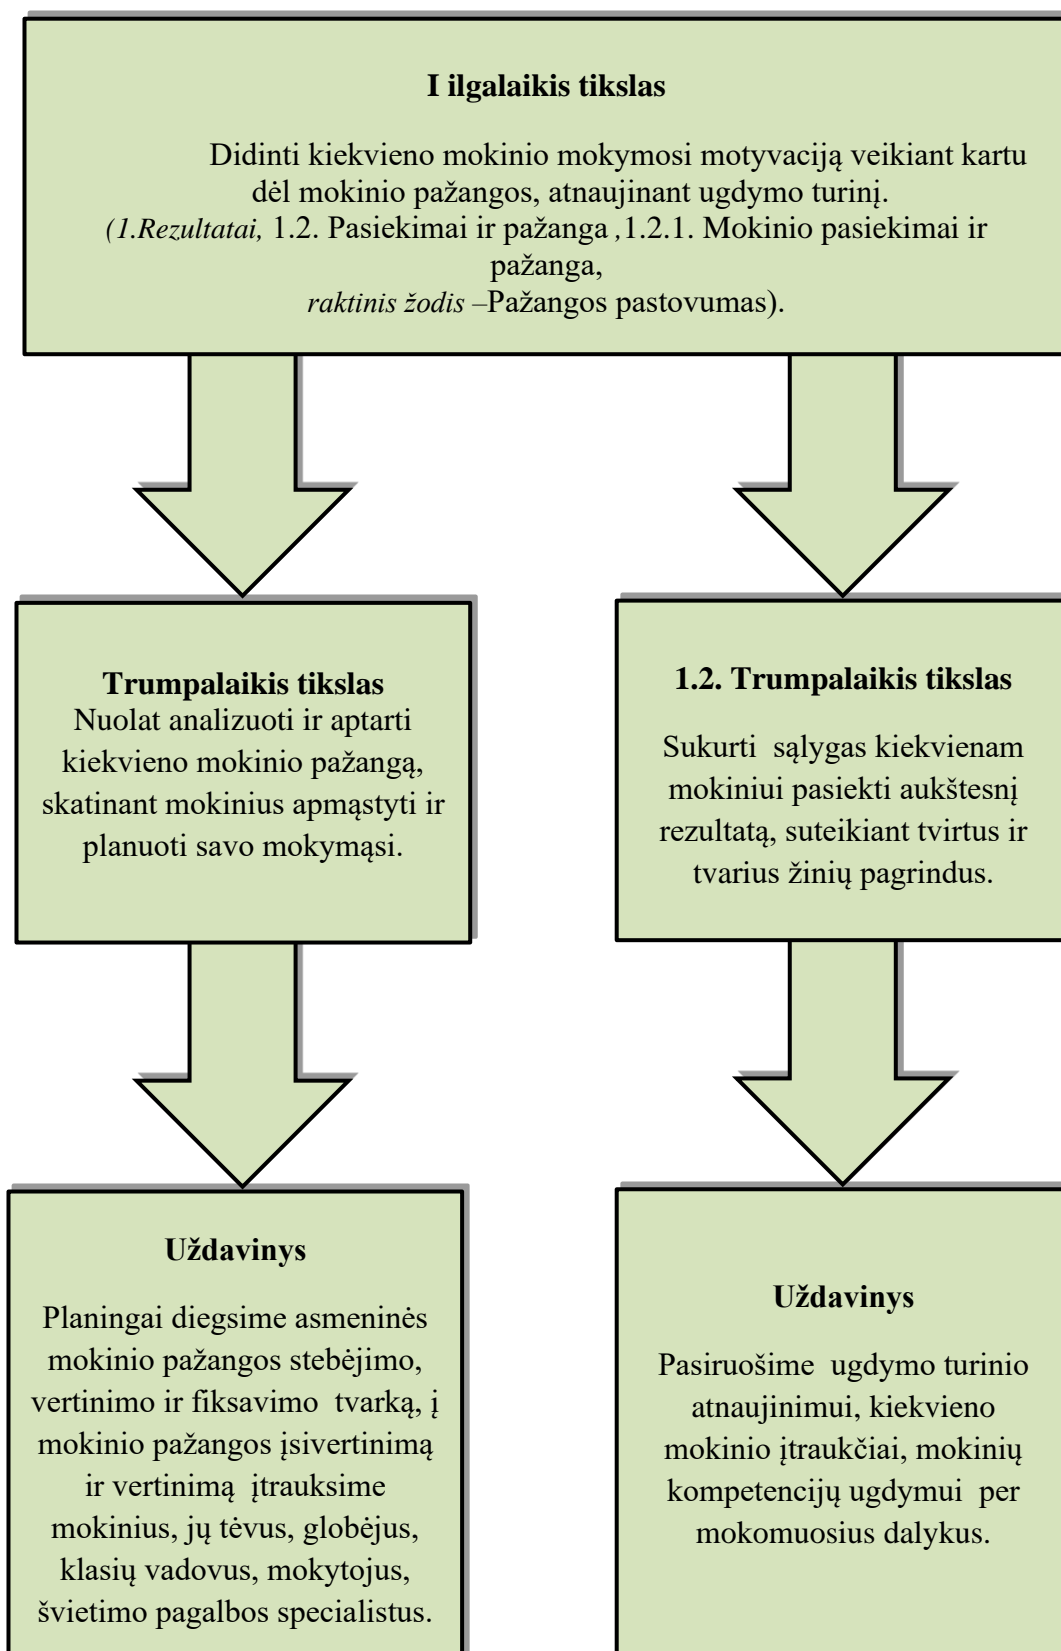 I ilgalaikis tikslas
Didinti kiekvieno mokinio mokymosi motyvaciją veikiant kartu
dėl mokinio pažangos, atnaujinant ugdymo turinį.
(1.Rezultatai, 1.2. Pasiekimai ir pažanga ,1.2.1. Mokinio pasiekimai ir
pažanga,
raktinis žodis –Pažangos pastovumas).
Trumpalaikis tikslas
Nuolat analizuoti ir aptarti
kiekvieno mokinio pažangą,
skatinant mokinius apmąstyti ir
planuoti savo mokymąsi.
1.2. Trumpalaikis tikslas
Sukurti sąlygas kiekvienam
mokiniui pasiekti aukštesnį
rezultatą, suteikiant tvirtus ir
tvarius žinių pagrindus.
Uždavinys
Planingai diegsime asmeninės
mokinio pažangos stebėjimo,
vertinimo ir fiksavimo tvarką, į
mokinio pažangos įsivertinimą
ir vertinimą įtrauksime
mokinius, jų tėvus, globėjus,
klasių vadovus, mokytojus,
švietimo pagalbos specialistus.
Uždavinys
Pasiruošime ugdymo turinio
atnaujinimui, kiekvieno
mokinio įtraukčiai, mokinių
kompetencijų ugdymui per
mokomuosius dalykus.